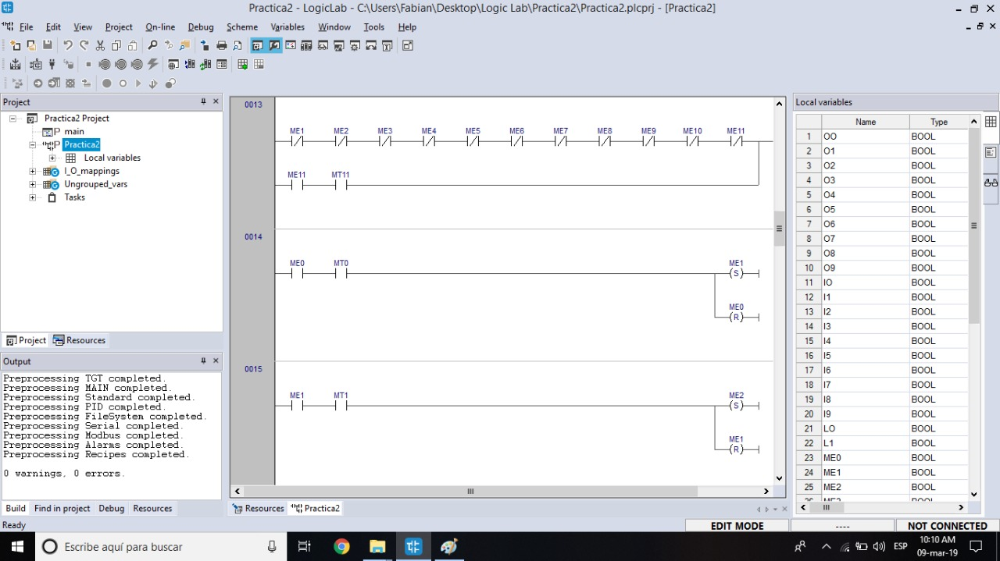 Practica2 - LogicLab - C:\Users\Fabian\Desktop\Logic Lab\Practica2\Practica2.plcprj - [Practica2]
File Edit View Project On-line Debug Scheme Variables Window Tools Help
Project
Practica2 Project
main
Practica2
Local variables
I_O_mappings
Ungrouped_vars
Tasks
Project Resources
Output
Preprocessing TGT completed.
Preprocessing MAIN completed.
Preprocessing Standard completed.
Preprocessing PID completed.
Preprocessing FileSystem completed.
Preprocessing Serial completed.
Preprocessing Modbus completed.
Preprocessing Alarms completed.
Preprocessing Recipes completed.
0 warnings, 0 errors.
Build Find in project Debug Resources
0013
ME1 ME2 ME3 ME4 ME5 ME6 ME7 ME8 ME9 ME10 ME11
ME11 MT11
0014
ME0 MT0 ME1
S
ME0
R
0015
ME1 MT1 ME2
S
ME1
R
Resources Practica2
Local variables
Name Type
1 OO BOOL
2 O1 BOOL
3 O2 BOOL
4 O3 BOOL
5 O4 BOOL
6 O5 BOOL
7 O6 BOOL
8 O7 BOOL
9 O8 BOOL
10 O9 BOOL
11 IO BOOL
12 I1 BOOL
13 I2 BOOL
14 I3 BOOL
15 I4 BOOL
16 I5 BOOL
17 I6 BOOL
18 I7 BOOL
19 I8 BOOL
20 I9 BOOL
21 LO BOOL
22 L1 BOOL
23 ME0 BOOL
24 ME1 BOOL
25 ME2 BOOL
26 ME3 BOOL
Ready EDIT MODE ---- NOT CONNECTED
Escribe aquí para buscar
ESP
10:10 AM
09-mar-19